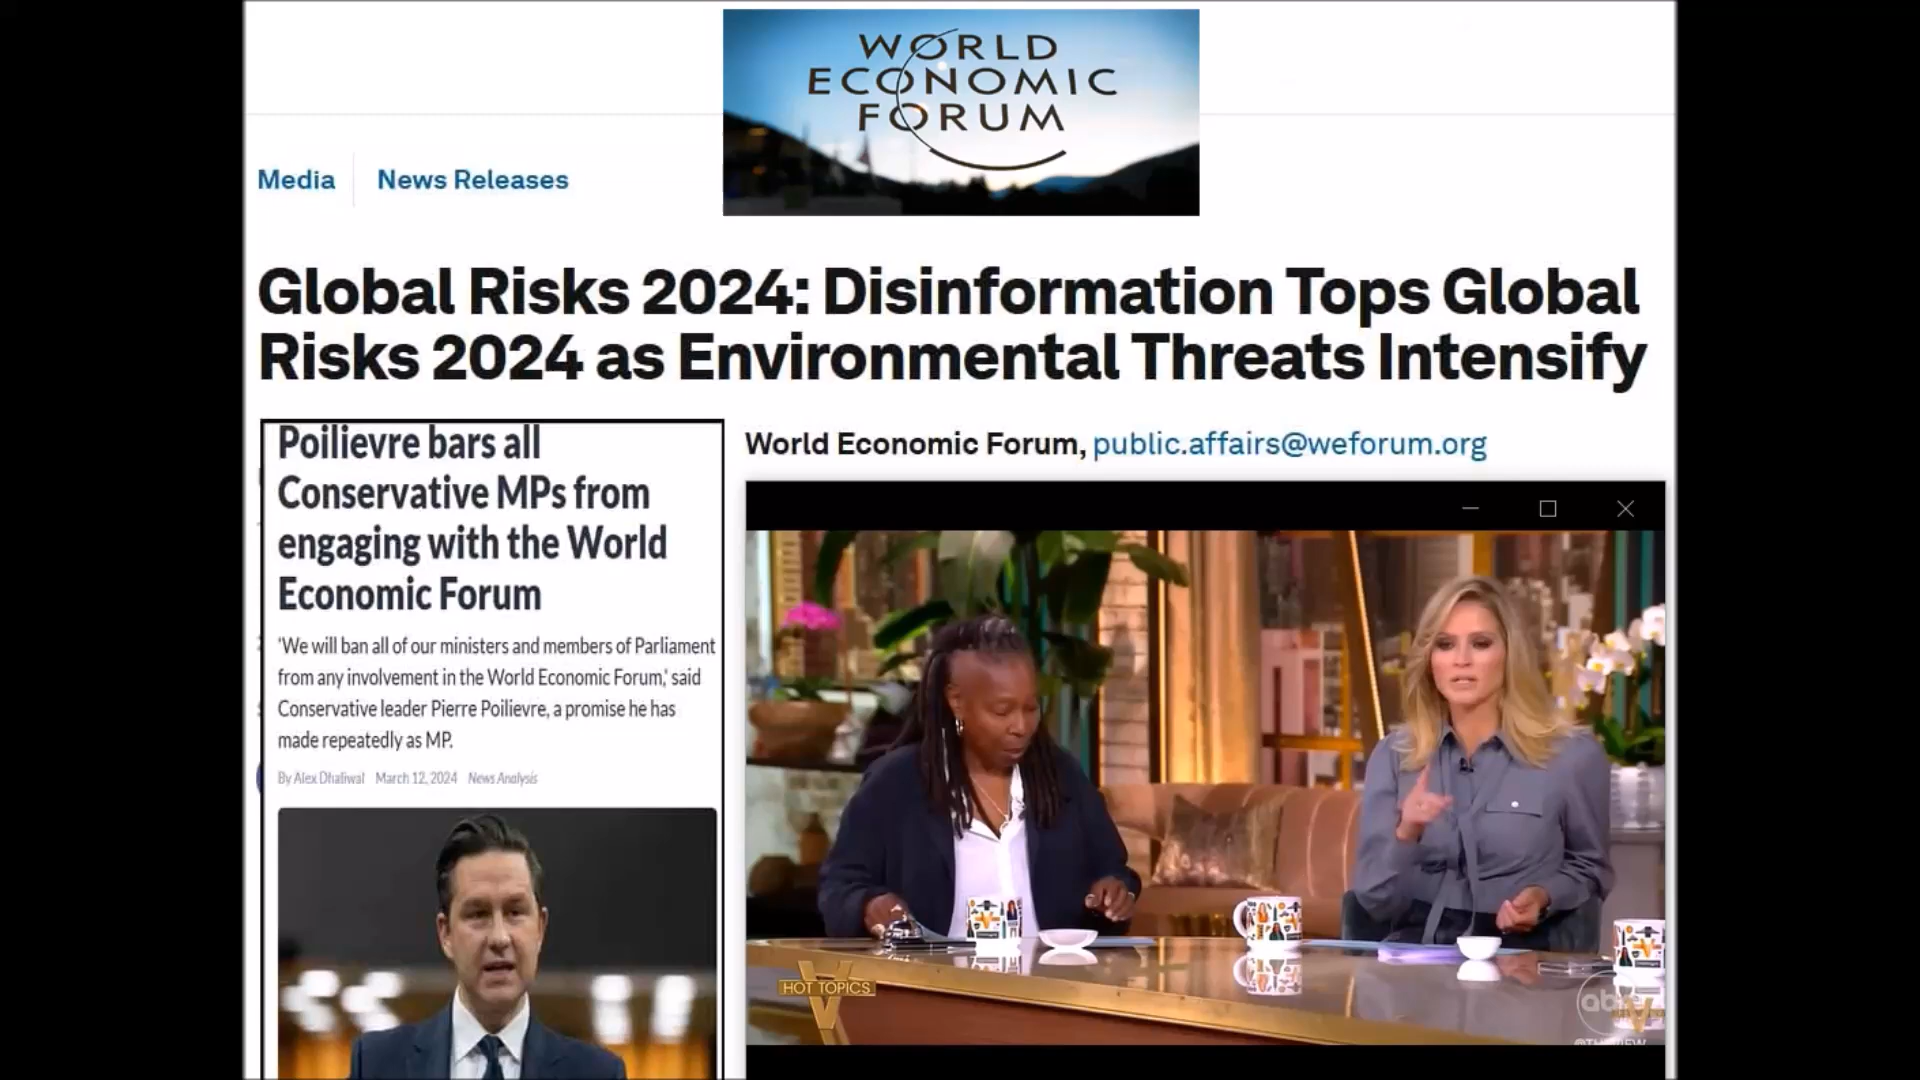 WORLD
ECONOMIC
FORUM
Media
News Releases
Global Risks 2024: Disinformation Tops Global
Risks 2024 as Environmental Threats Intensify
World Economic Forum, public.affairs@weforum.org
Poilievre bars all
Conservative MPs from
engaging with the World
Economic Forum
'We will ban all of our ministers and members of Parliament
from any involvement in the World Economic Forum,' said
Conservative leader Pierre Poilievre, a promise he has
made repeatedly as MP.
By Alex Dhaliwal March 12, 2024 News Analysis
HOT TOPICS
V
abc
@THEVIEW